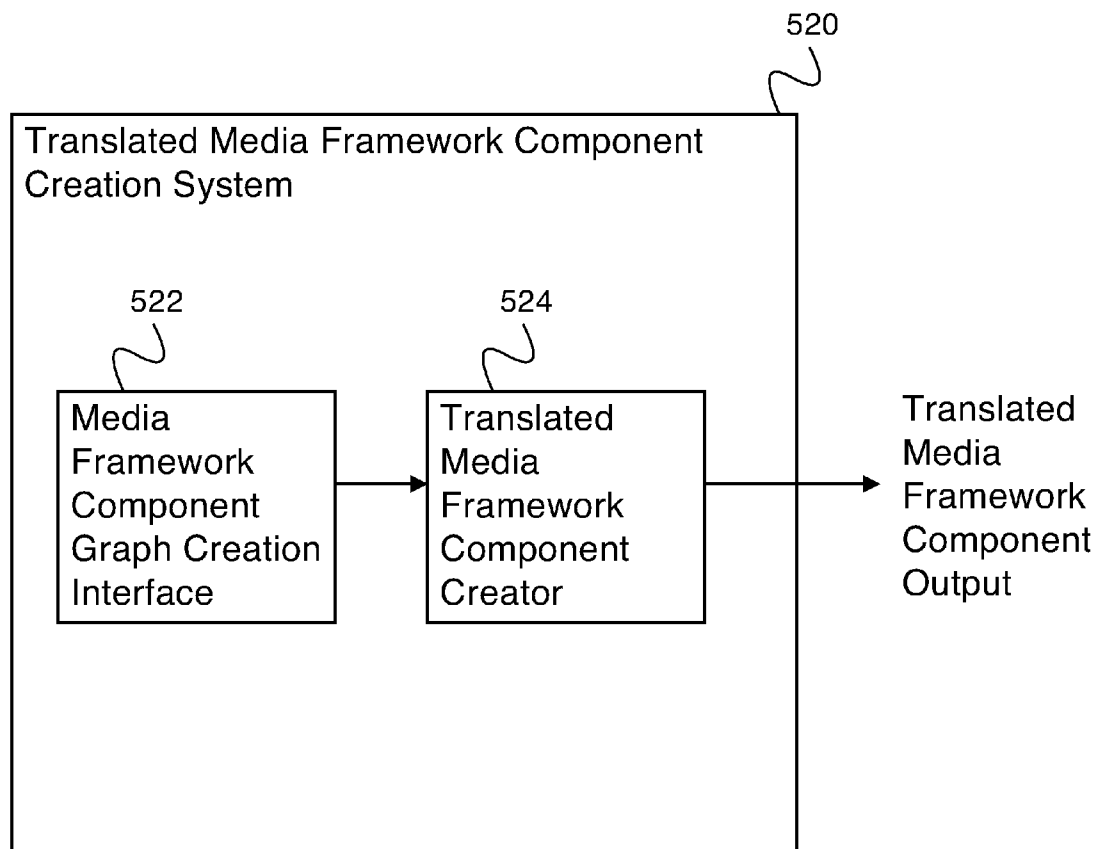 520
Translated Media Framework Component
Creation System
522
524
Media
Framework
Component
Graph Creation
Interface
Translated
Media
Framework
Component
Creator
Translated
Media
Framework
Component
Output